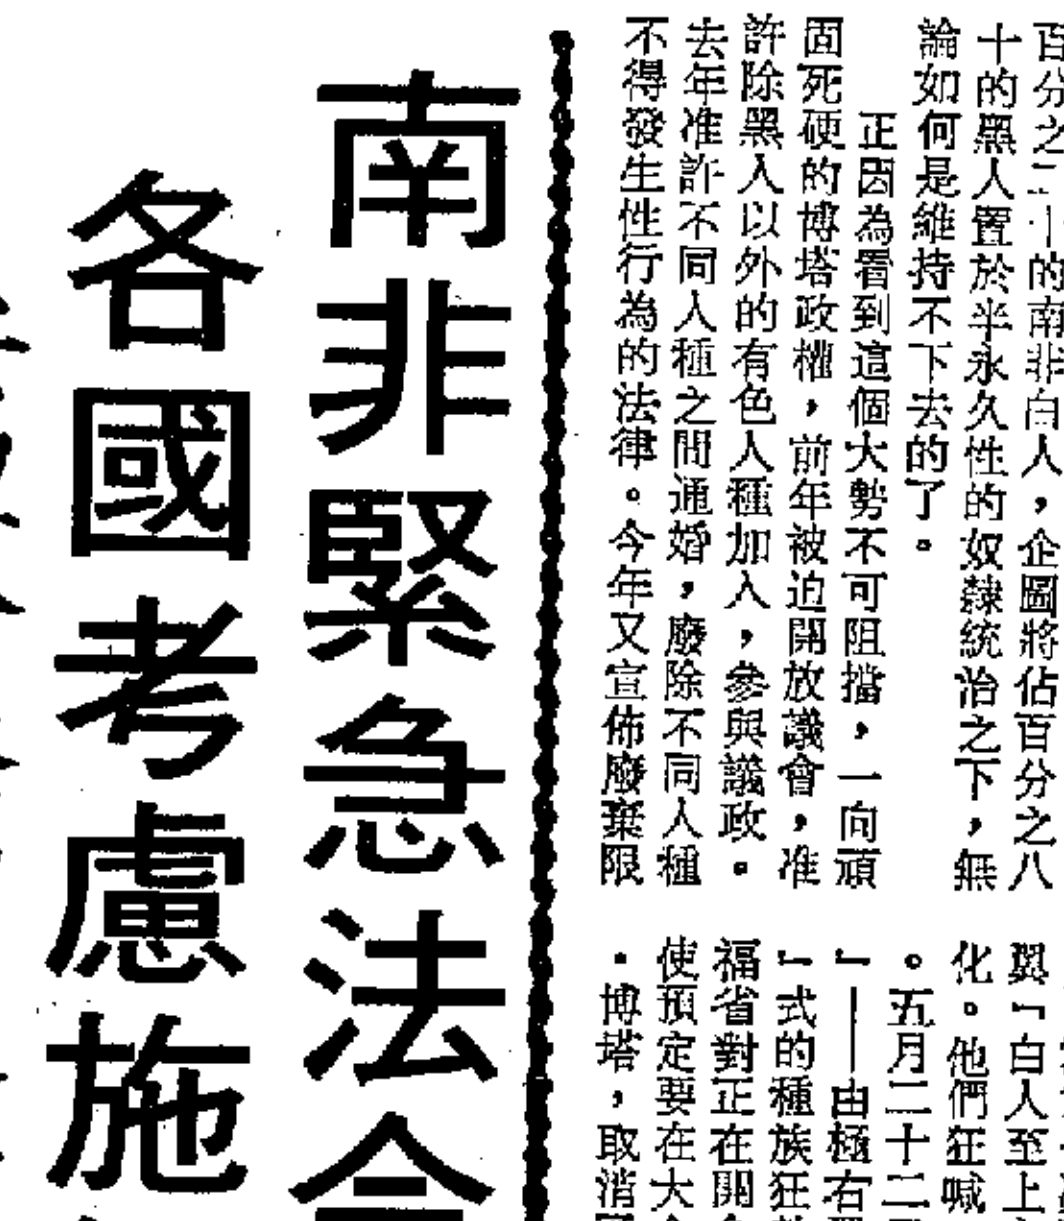 百分之二十的南非白人，企圖將佔百分之八
十的黑人置於半永久性的奴隸統治之下，無
論如何是維持不下去的了。
正因為看到這個大勢不可阻擋，一向頑
固死硬的博塔政權，前年被迫開放議會，准
許除黑人以外的有色人種加入，參與議政。
去年准許不同人種之間通婚，廢除不同人種
不得發生性行為的法律。今年又宣佈廢棄限
翼「白人至上
化。他們狂喊
。五月二十二
」——由極右
」式的種族狂
福省對正在開
使預定要在大
・博塔，取消
南非緊急法
各國考慮施